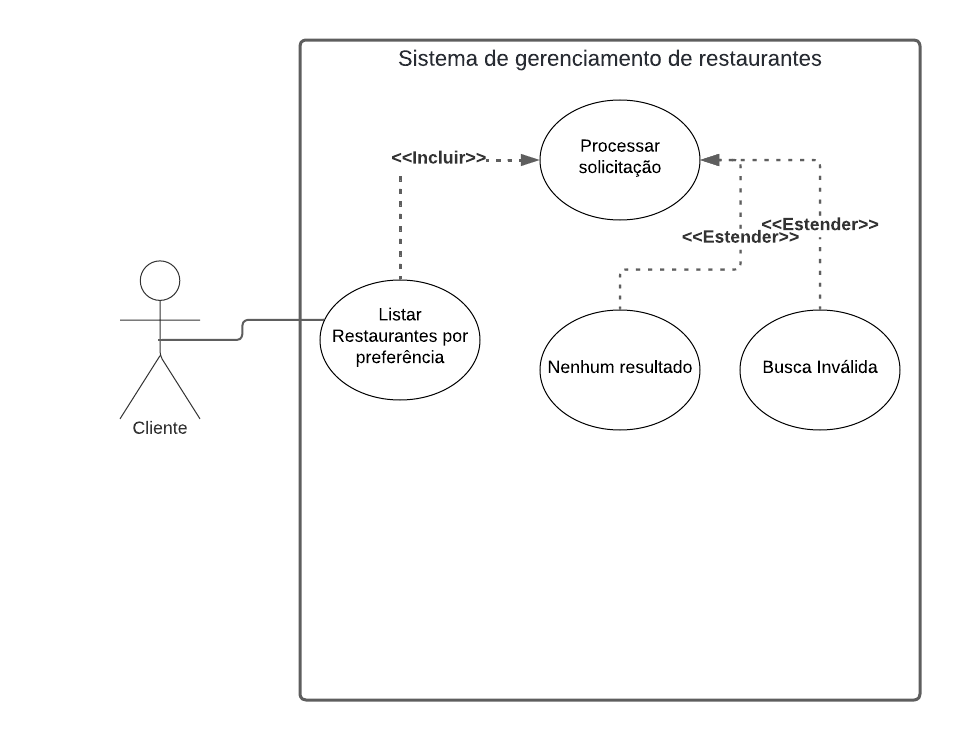 Sistema de gerenciamento de restaurantes
Processar
solicitação
<<Incluir>>
<<Estender>>
<<Estender>>
Listar
Restaurantes por
preferência
Nenhum resultado
Busca Inválida
Cliente